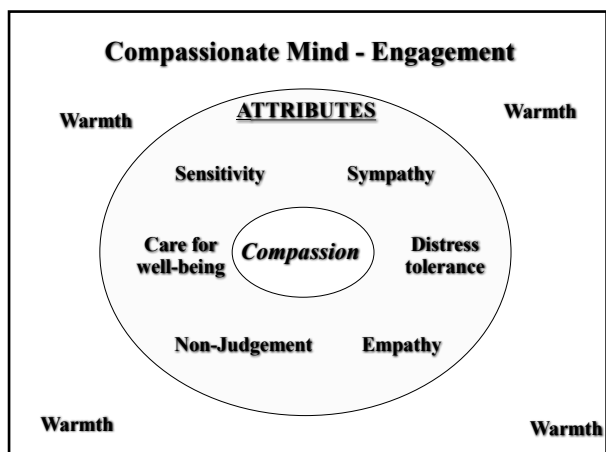 Compassionate Mind - Engagement
Warmth
ATTRIBUTES
Warmth
Sensitivity
Sympathy
Care for
well-being
Compassion
Distress
tolerance
Non-Judgement
Empathy
Warmth
Warmth